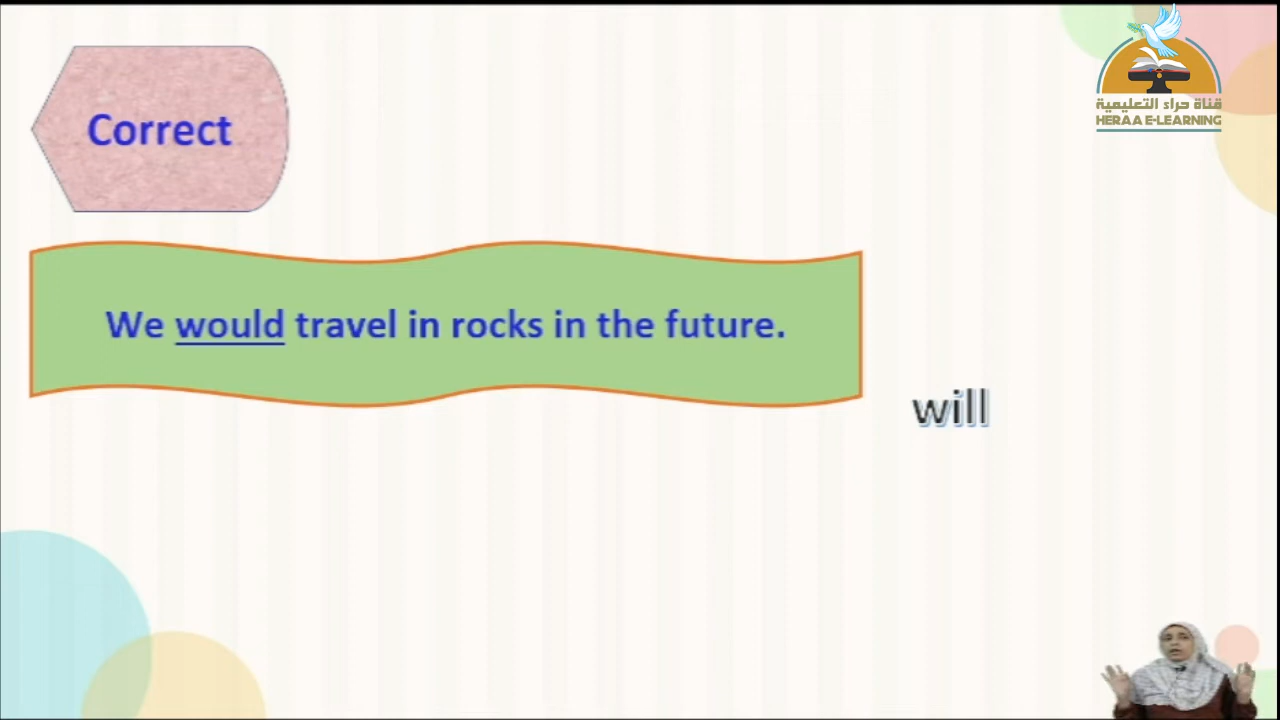 قناة حراء التعليمية
HERAA E-LEARNING
Correct
We would travel in rocks in the future.
will